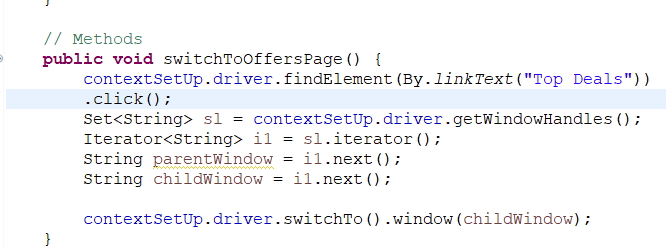 }
// Methods
public void switchToOffersPage() {
contextSetUp.driver.findElement(By.linkText("Top Deals"))
.click();
Set<String> s1 = contextSetUp.driver.getWindowHandles();
Iterator<String> i1 = s1.iterator();
String parentWindow = i1.next();
String childWindow = i1.next();
contextSetUp.driver.switchTo().window(childWindow);
}